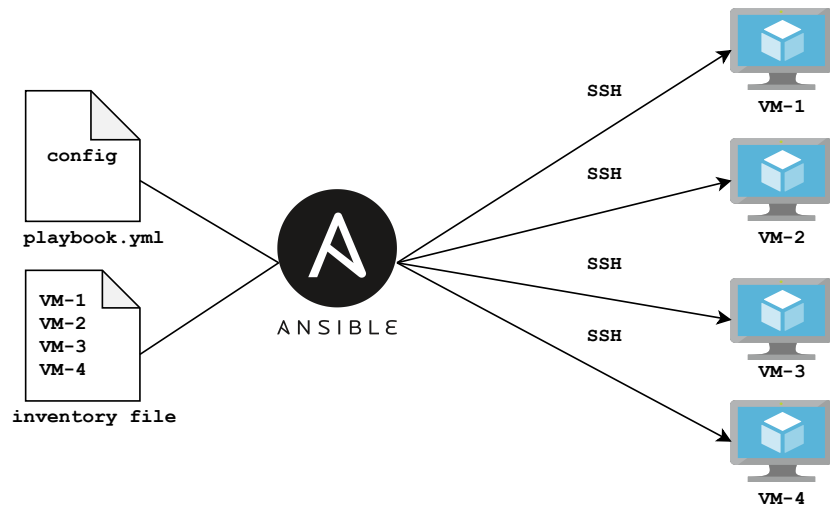 config
playbook.yml
VM-1
VM-2
VM-3
VM-4
inventory file
ANSIBLE
SSH
SSH
SSH
SSH
VM-1
VM-2
VM-3
VM-4